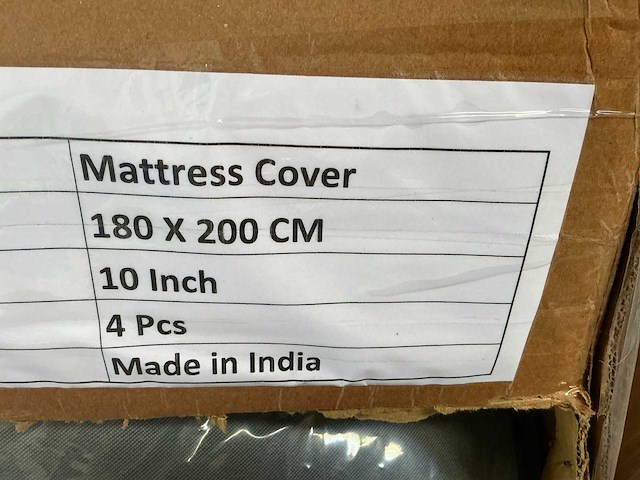 Mattress Cover
180 X 200 CM
10 Inch
4 Pcs
Made in India